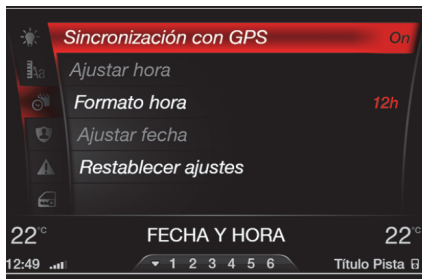 Sincronización con GPS On
Aa Ajustar hora
Formato hora 12h
Ajustar fecha
Restablecer ajustes
22°C FECHA Y HORA 22°C
12:49 1 2 3 4 5 6 Título Pista